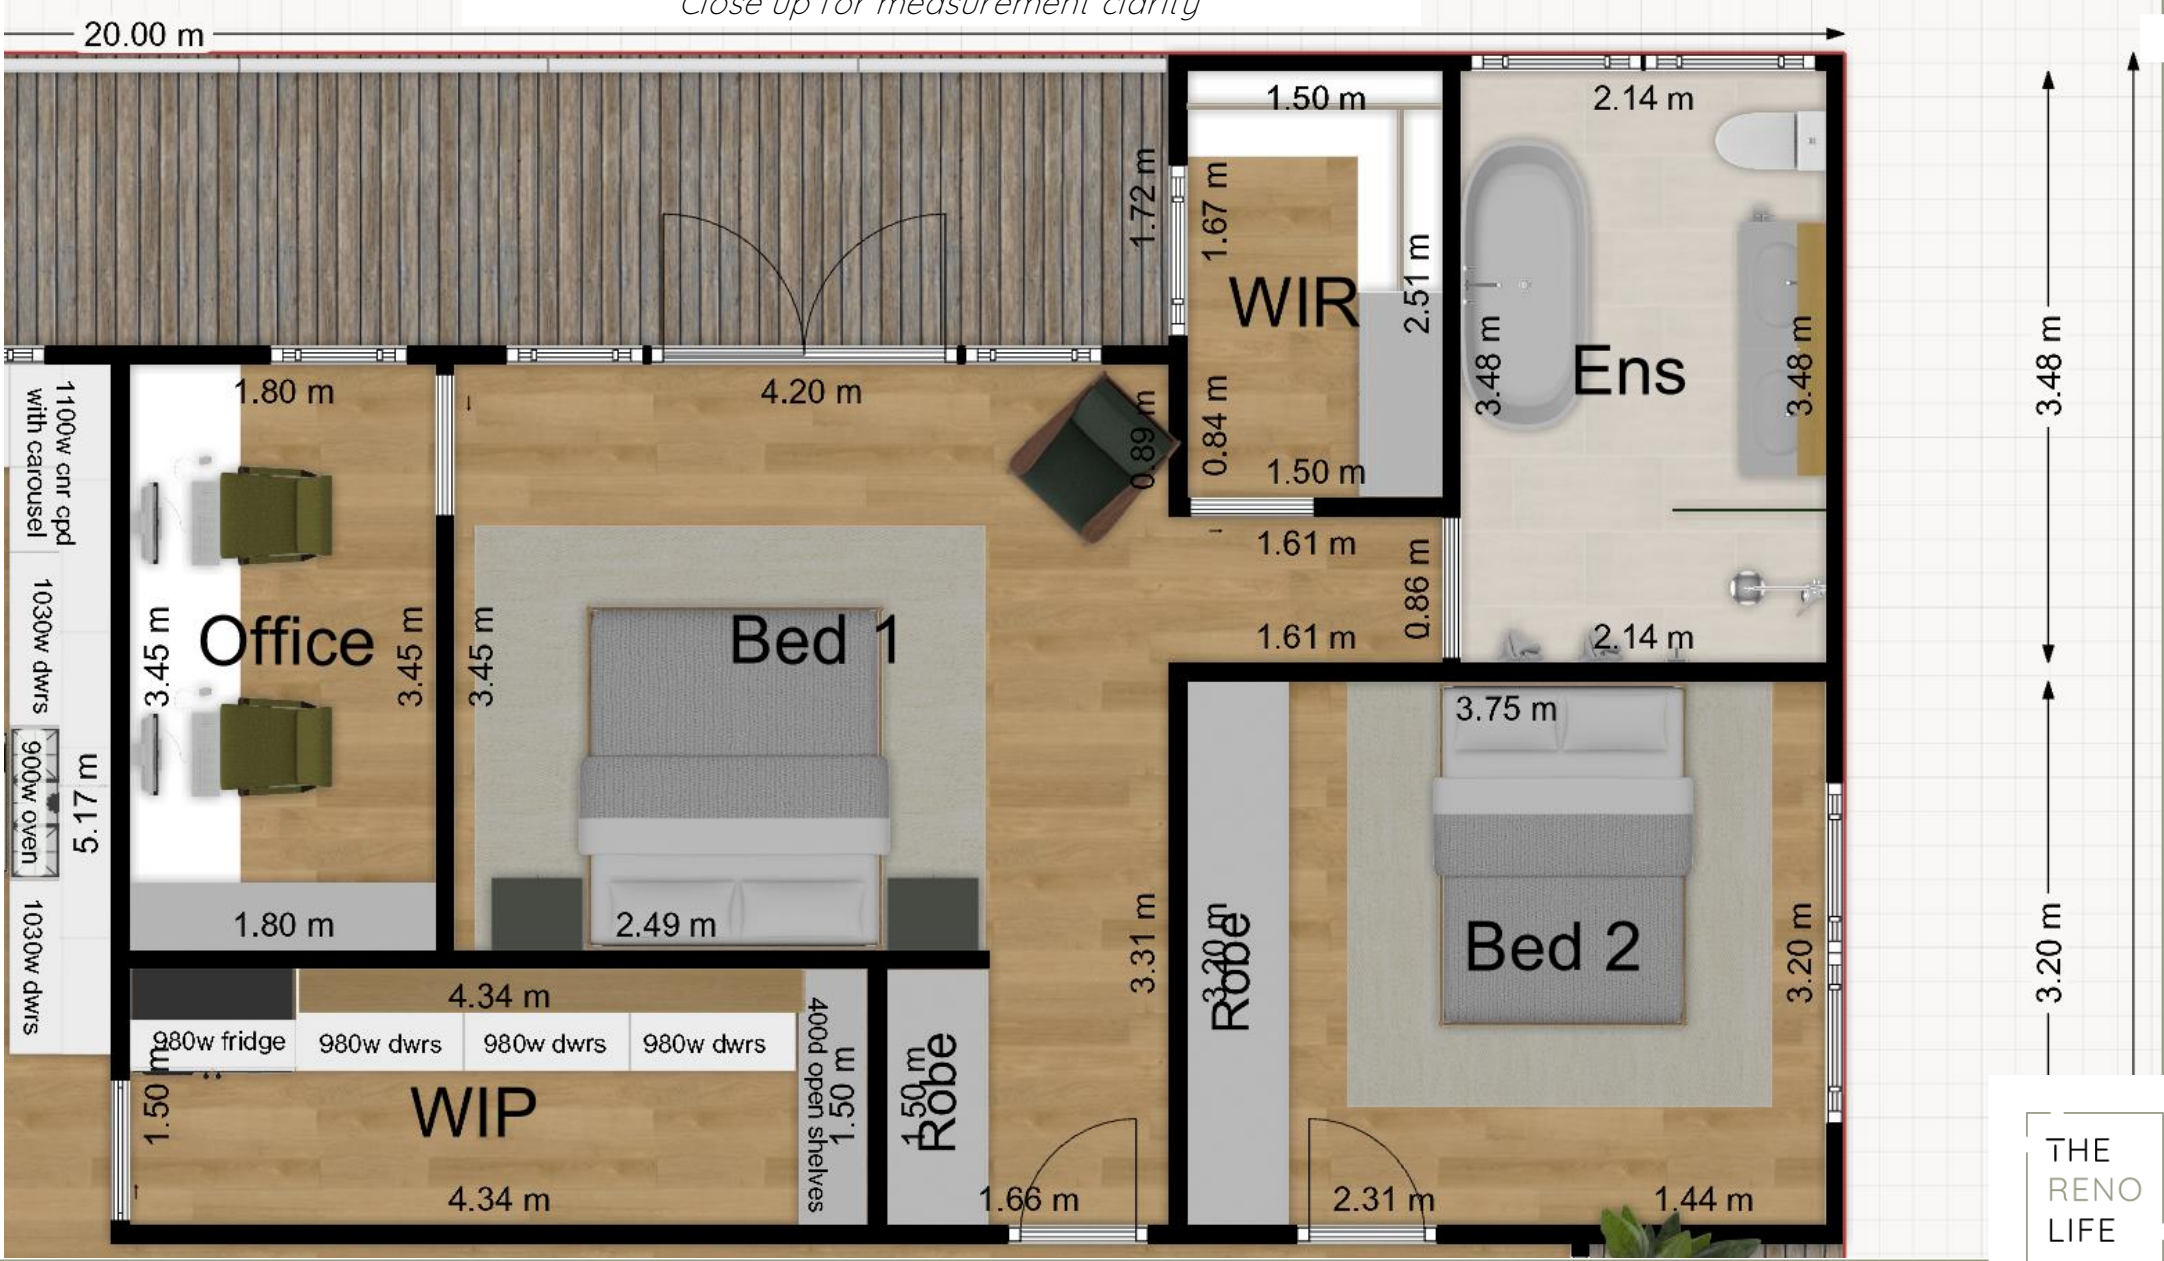 Close up for measurement clarity
20.00 m
1.50 m
2.14 m
1.72 m
1.67 m
WIR
2.51 m
3.48 m
Ens
3.48 m
3.48 m
1100w cnr cpd
with carousel
1.80 m
4.20 m
0.89 m
0.84 m
1.50 m
1.61 m
0.86 m
1.61 m
2.14 m
1030w dwrs
3.45 m
Office
3.45 m
3.45 m
Bed 1
3.75 m
900w oven
5.17 m
1.80 m
2.49 m
3.31 m
3.20 m
Robe
Bed 2
3.20 m
3.20 m
1030w dwrs
4.34 m
980w fridge
980w dwrs
980w dwrs
980w dwrs
400d open shelves
1.50 m
WIP
1.50 m
1.50 m
Robe
4.34 m
1.66 m
2.31 m
1.44 m
THE
RENO
LIFE